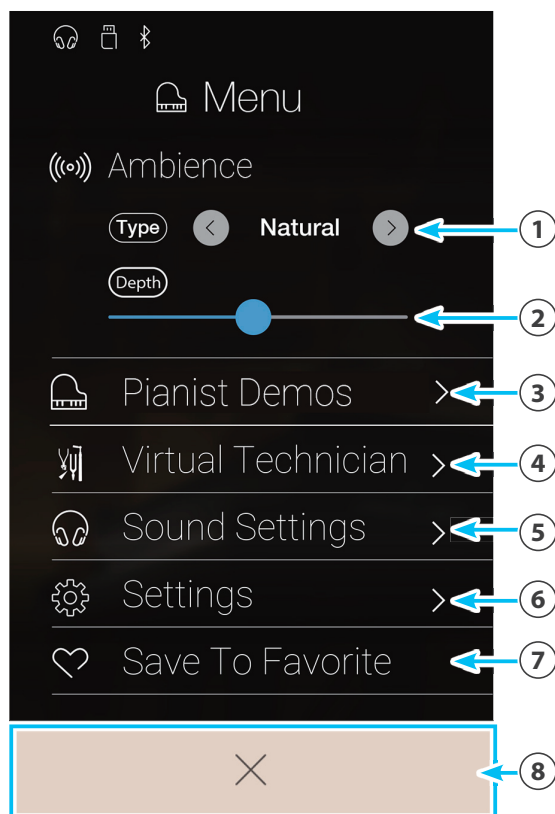 Menu
Ambience
Type Natural 1
Depth
2
Pianist Demos 3
Virtual Technician 4
Sound Settings 5
Settings 6
Save To Favorite 7
8